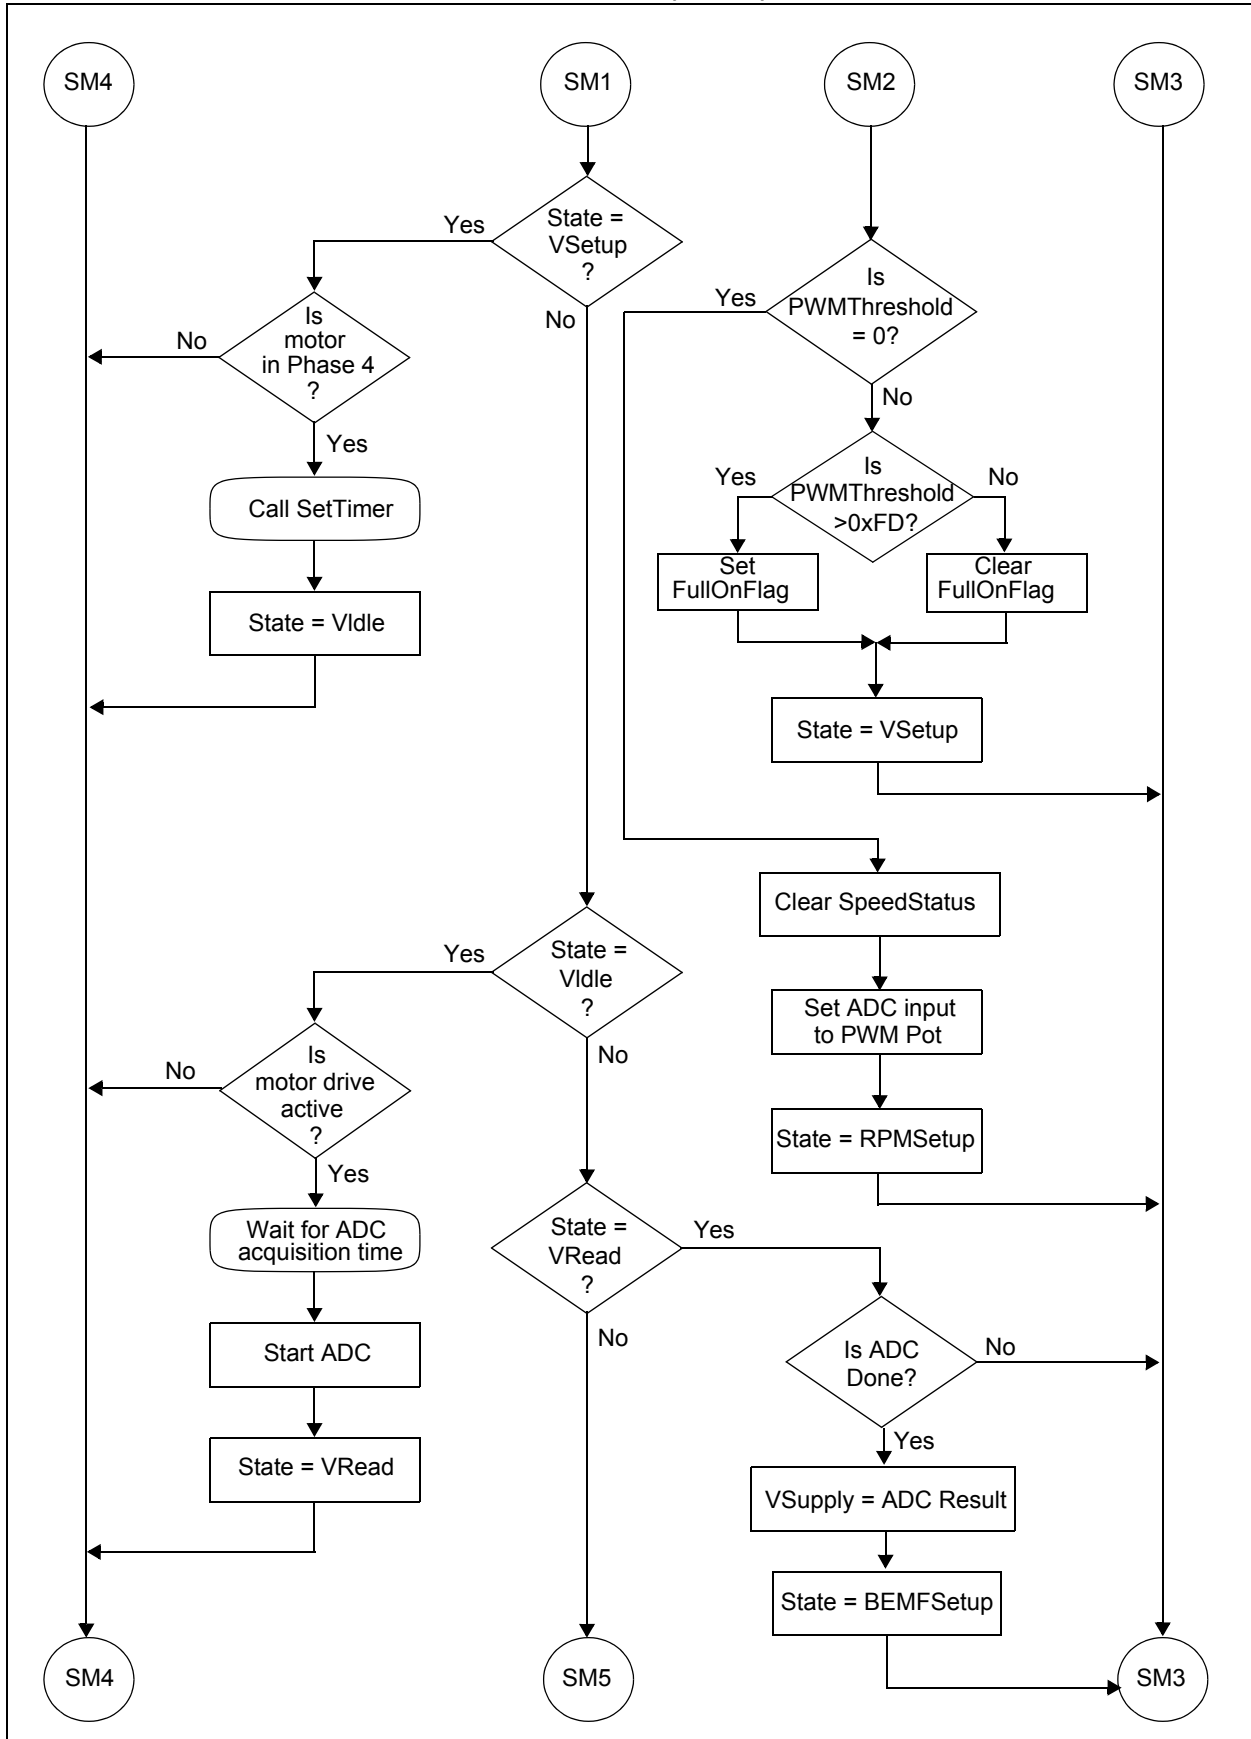 SM4
SM1
SM2
SM3
State =
VSetup
?
Yes
No
Is
motor
in Phase 4
?
No
Yes
Call SetTimer
State = VIdle
Is
PWMThreshold
= 0?
Yes
No
Is
PWMThreshold
>0xFD?
Yes
No
Set
FullOnFlag
Clear
FullOnFlag
State = VSetup
Clear SpeedStatus
Set ADC input
to PWM Pot
State = RPMSetup
State =
VIdle
?
Yes
No
Is
motor drive
active
?
No
Yes
Wait for ADC
acquisition time
Start ADC
State = VRead
State =
VRead
?
Yes
No
Is ADC
Done?
No
Yes
VSupply = ADC Result
State = BEMFSetup
SM4
SM5
SM3